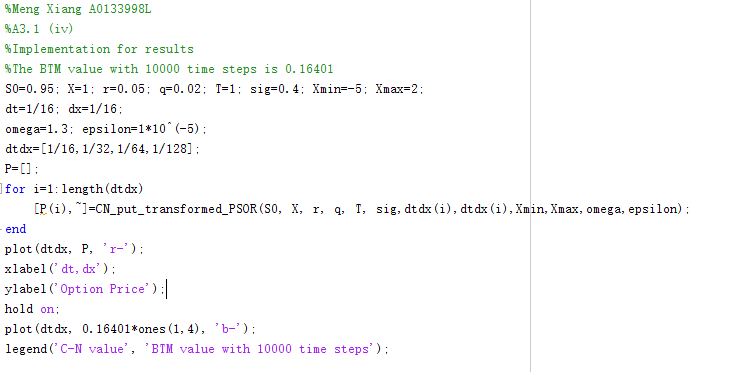 %Meng Xiang A0133998L
%A3.1 (iv)
%Implementation for results
%The BTM value with 10000 time steps is 0.16401
S0=0.95; X=1; r=0.05; q=0.02; T=1; sig=0.4; Xmin=-5; Xmax=2;
dt=1/16; dx=1/16;
omega=1.3; epsilon=1*10^(-5);
dtdx=[1/16,1/32,1/64,1/128];
P=[];
for i=1:length(dtdx)
    [P(i),~]=CN_put_transformed_PSOR(S0, X, r, q, T, sig,dtdx(i),dtdx(i),Xmin,Xmax,omega,epsilon);
end
plot(dtdx, P, 'r-');
xlabel('dt,dx');
ylabel('Option Price');
hold on;
plot(dtdx, 0.16401*ones(1,4), 'b-');
legend('C-N value', 'BTM value with 10000 time steps');